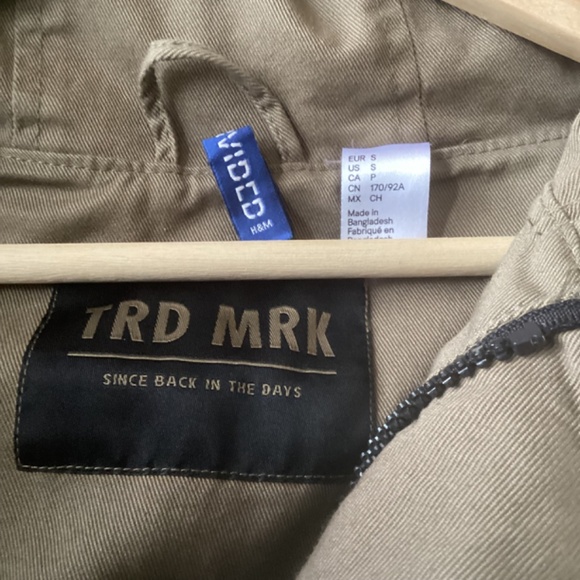 VIDED
H&M
EUR S
US S
CA P
CN 170/92A
MX CH
Made in
Bangladesh
Fabriqué en
TRD MRK
SINCE BACK IN THE DAYS